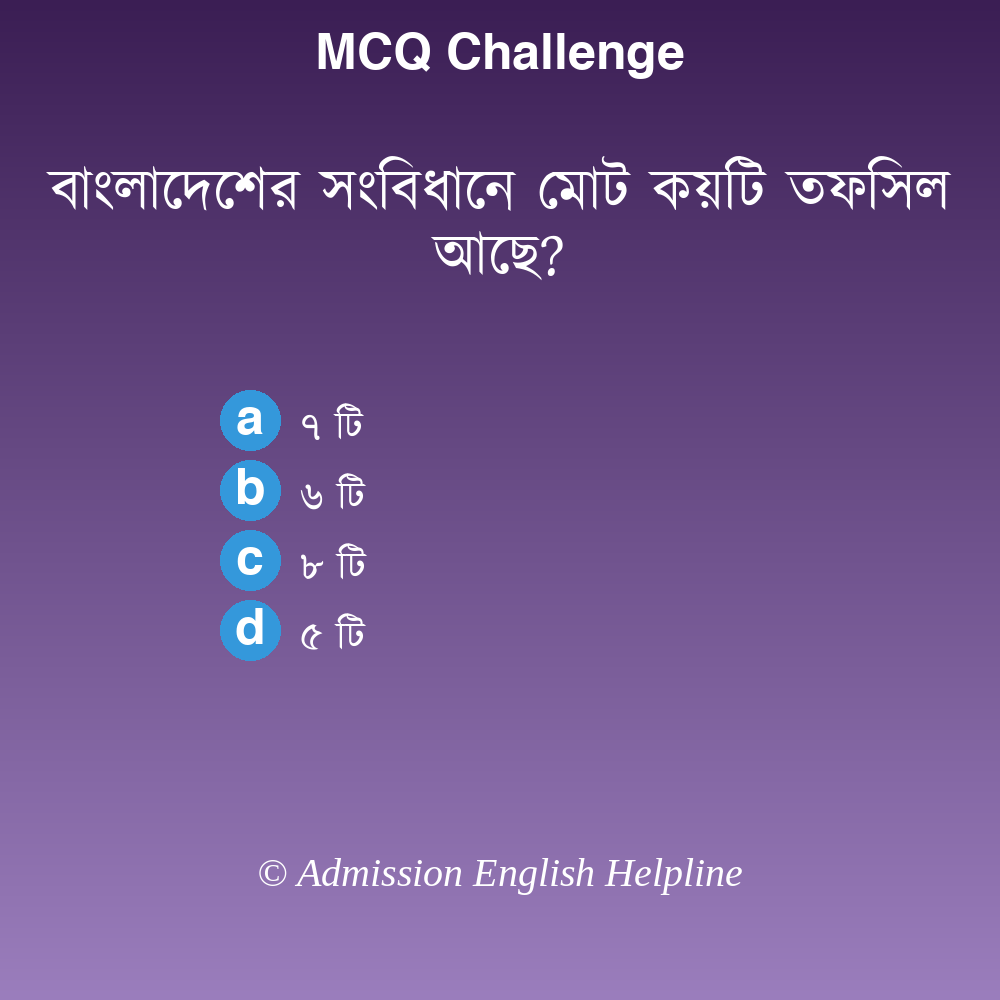 MCQ Challenge
বাংলাদেশের সংবিধানে মোট কয়টি তফসিল
আছে?
a ৭ টি
b ৬ টি
c ৮ টি
d ৫ টি
© Admission English Helpline